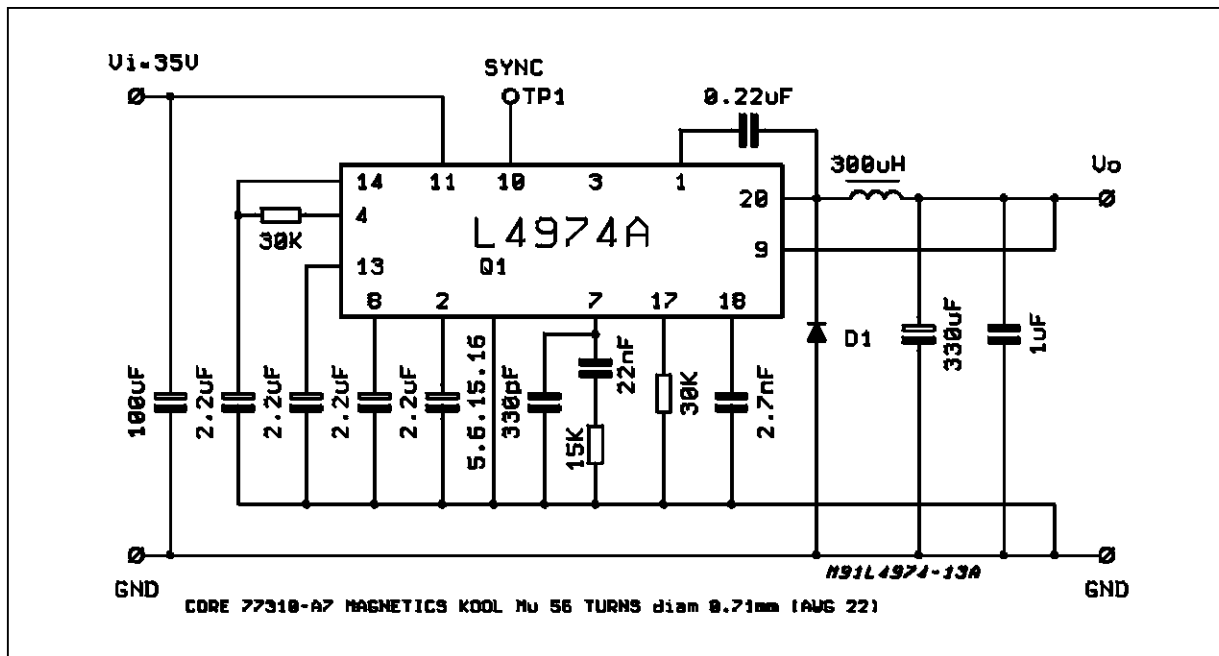 Vi=35V
SYNC
TP1
0.22uF
300uH
Vo
14
11
10
3
1
20
4
30K
L4974A
9
13
Q1
8
2
7
17
18
100uF
2.2uF
2.2uF
2.2uF
2.2uF
5.6.15.16
330pF
22nF
15K
30K
2.7nF
D1
330uF
1uF
M91L4974-13A
GND
GND
CORE 77310-A7 MAGNETICS KOOL Mu 56 TURNS diam 0.71mm (AWG 22)